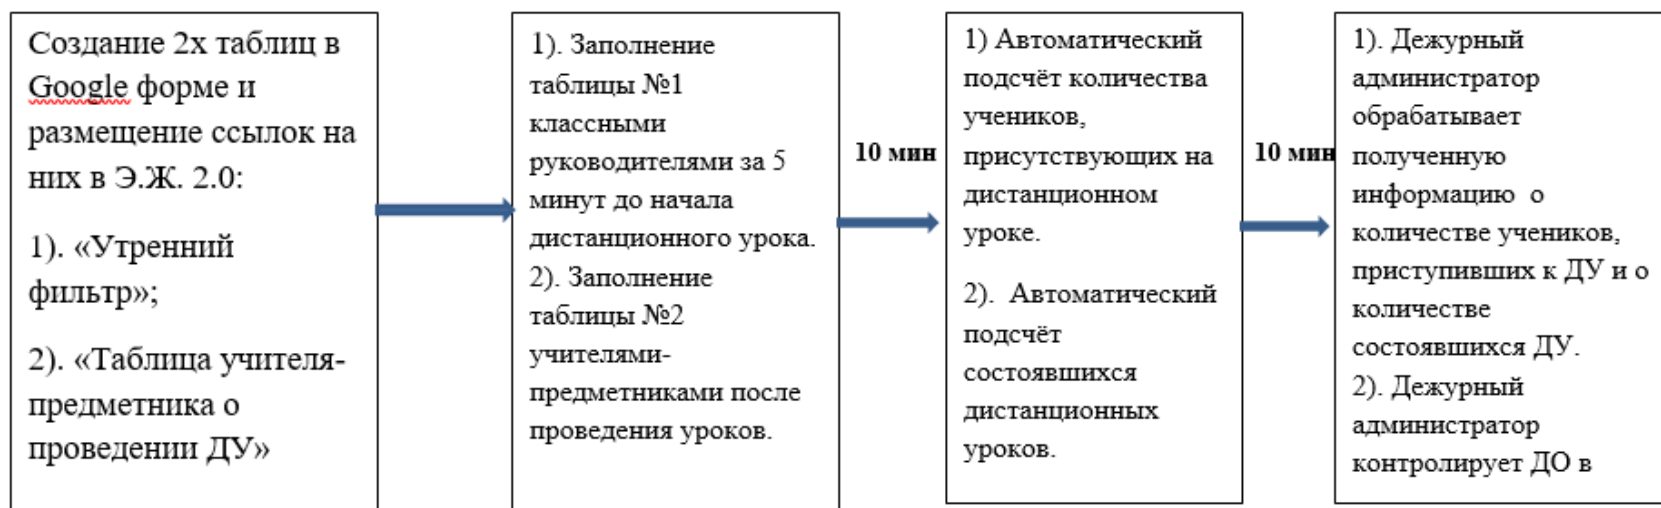 Создание 2х таблиц в
Google форме и
размещение ссылок на
них в Э.Ж. 2.0:
1). «Утренний
фильтр»;
2). «Таблица учителя-
предметника о
проведении ДУ»
1). Заполнение
таблицы №1
классными
руководителями за 5
минут до начала
дистанционного урока.
2). Заполнение
таблицы №2
учителями-
предметниками после
проведения уроков.
10 мин
1) Автоматический
подсчёт количества
учеников,
присутствующих на
дистанционном
уроке.
2). Автоматический
подсчёт
состоявшихся
дистанционных
уроков.
10 мин
1). Дежурный
администратор
обрабатывает
полученную
информацию о
количестве учеников,
приступивших к ДУ и о
количестве
состоявшихся ДУ.
2). Дежурный
администратор
контролирует ДО в